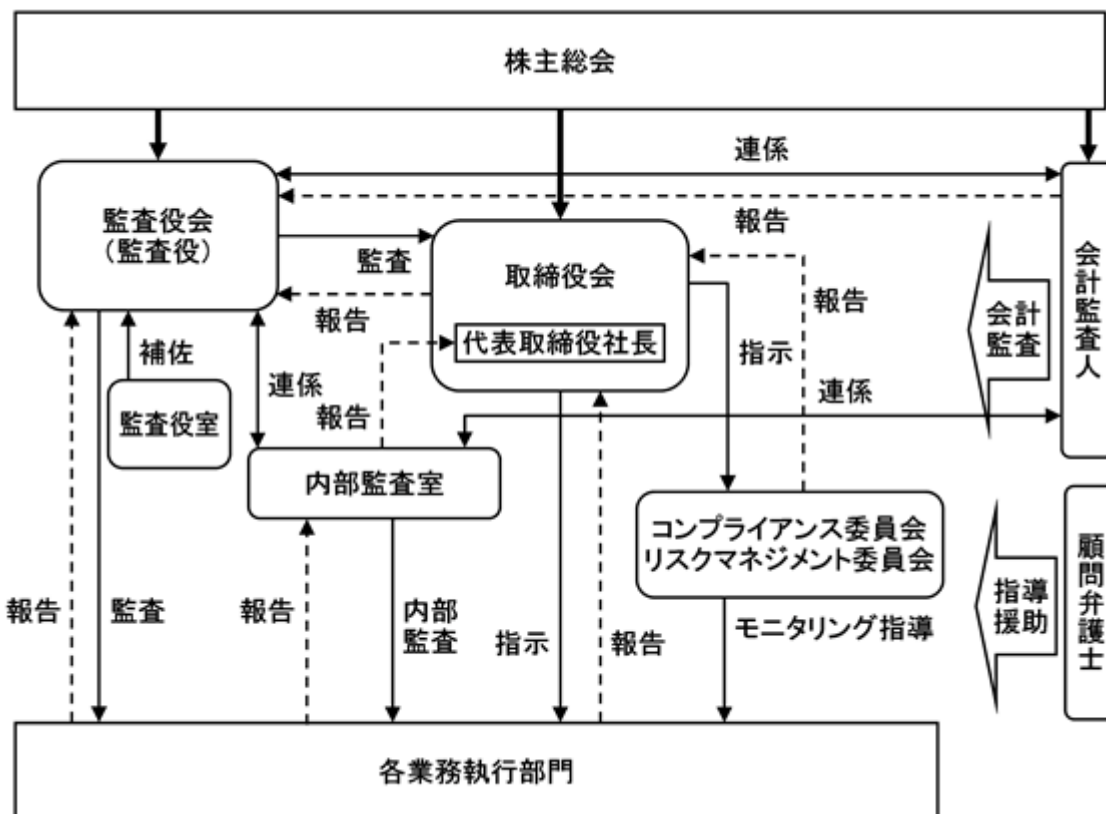 株主総会
連係
監査役会
（監査役）
監査
報告
取締役会
代表取締役社長
報告
報告
指示
会計
監査
会計監査人
補佐
監査役室
連係
報告
連係
内部監査室
コンプライアンス委員会
リスクマネジメント委員会
指導
援助
顧問弁護士
報告
監査
報告
内部
監査
指示
報告
モニタリング指導
各業務執行部門